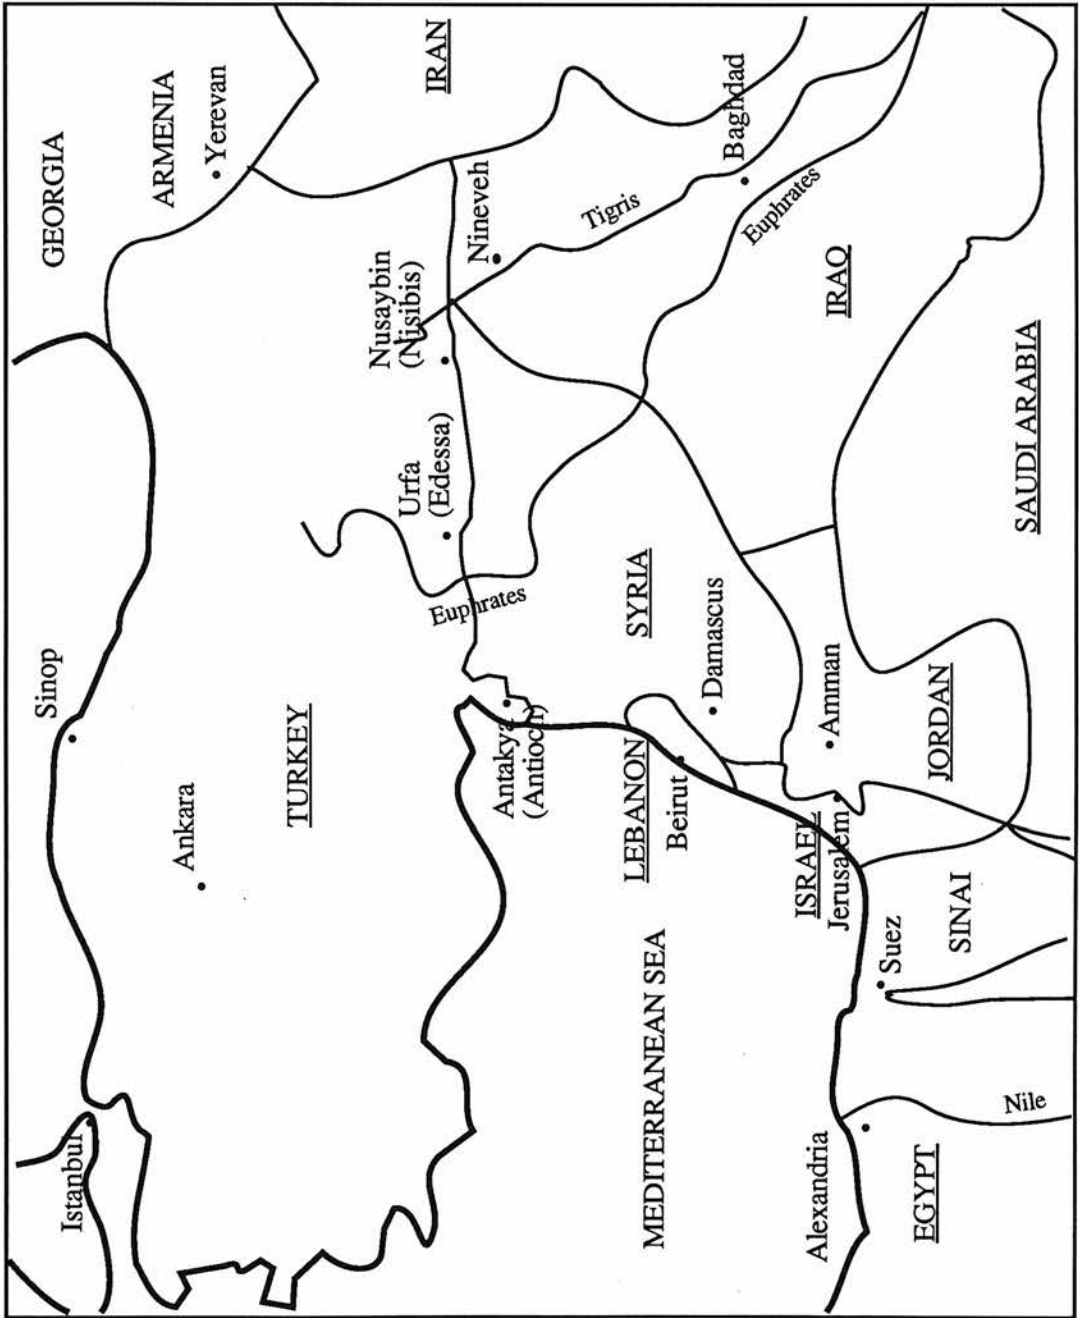 GEORGIA
ARMENIA
Yerevan
IRAN
Sinop
Istanbul
Ankara
TURKEY
Nusaybin
(Nisibis)
Nineveh
Urfa
(Edessa)
Euphrates
Tigris
Baghdad
Euphrates
IRAQ
Antakya
(Antioch)
SYRIA
Damascus
LEBANON
Beirut
MEDITERRANEAN SEA
ISRAEL
Jerusalem
Amman
JORDAN
SAUDI ARABIA
Alexandria
Suez
SINAI
EGYPT
Nile